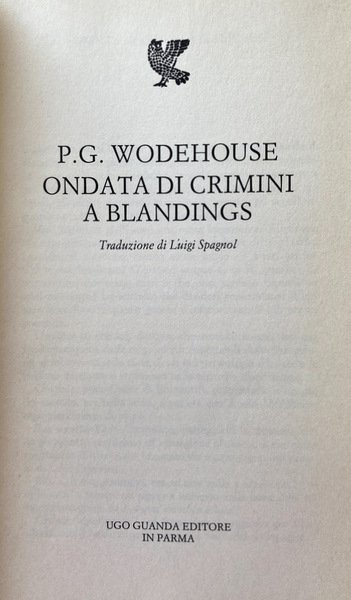 P.G. WODEHOUSE
ONDATA DI CRIMINI
A BLANDINGS
Traduzione di Luigi Spagnol
UGO GUANDA EDITORE
IN PARMA